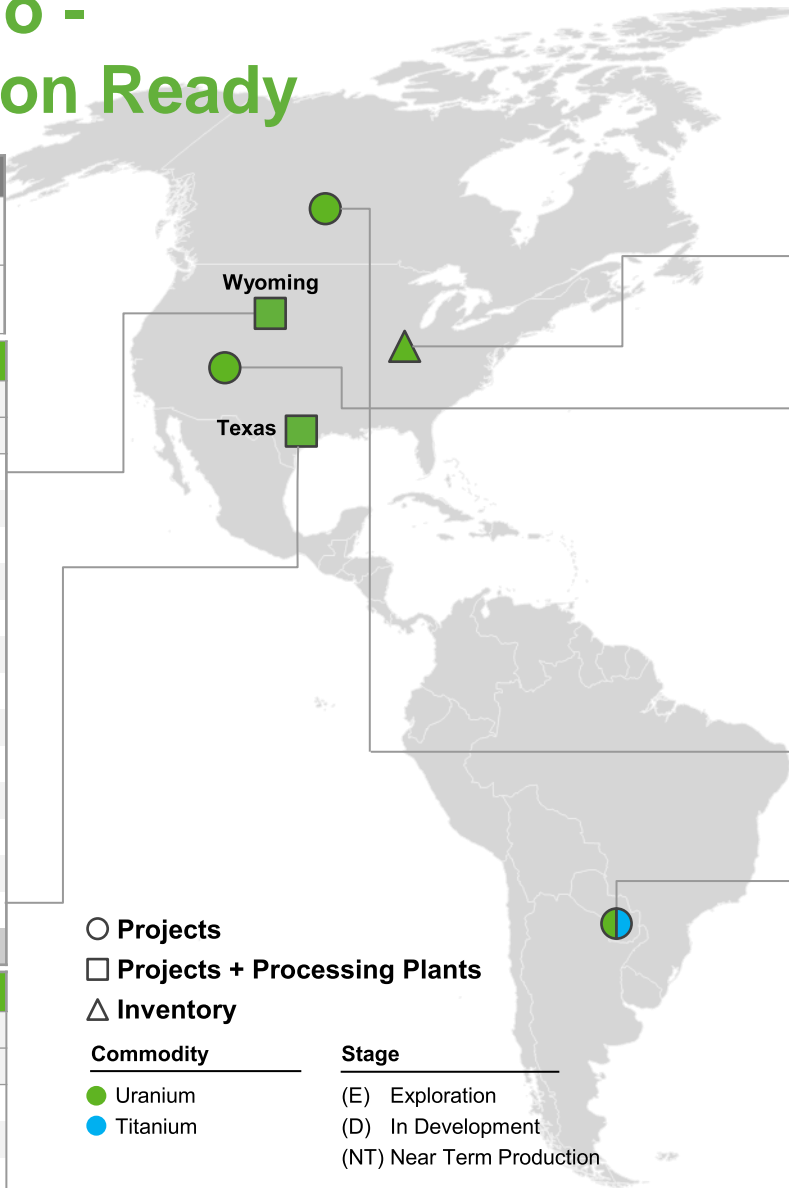 o -
on Ready
Wyoming
Texas
Projects
Projects + Processing Plants
Inventory
Commodity
Uranium
Titanium
Stage
(E) Exploration
(D) In Development
(NT) Near Term Production